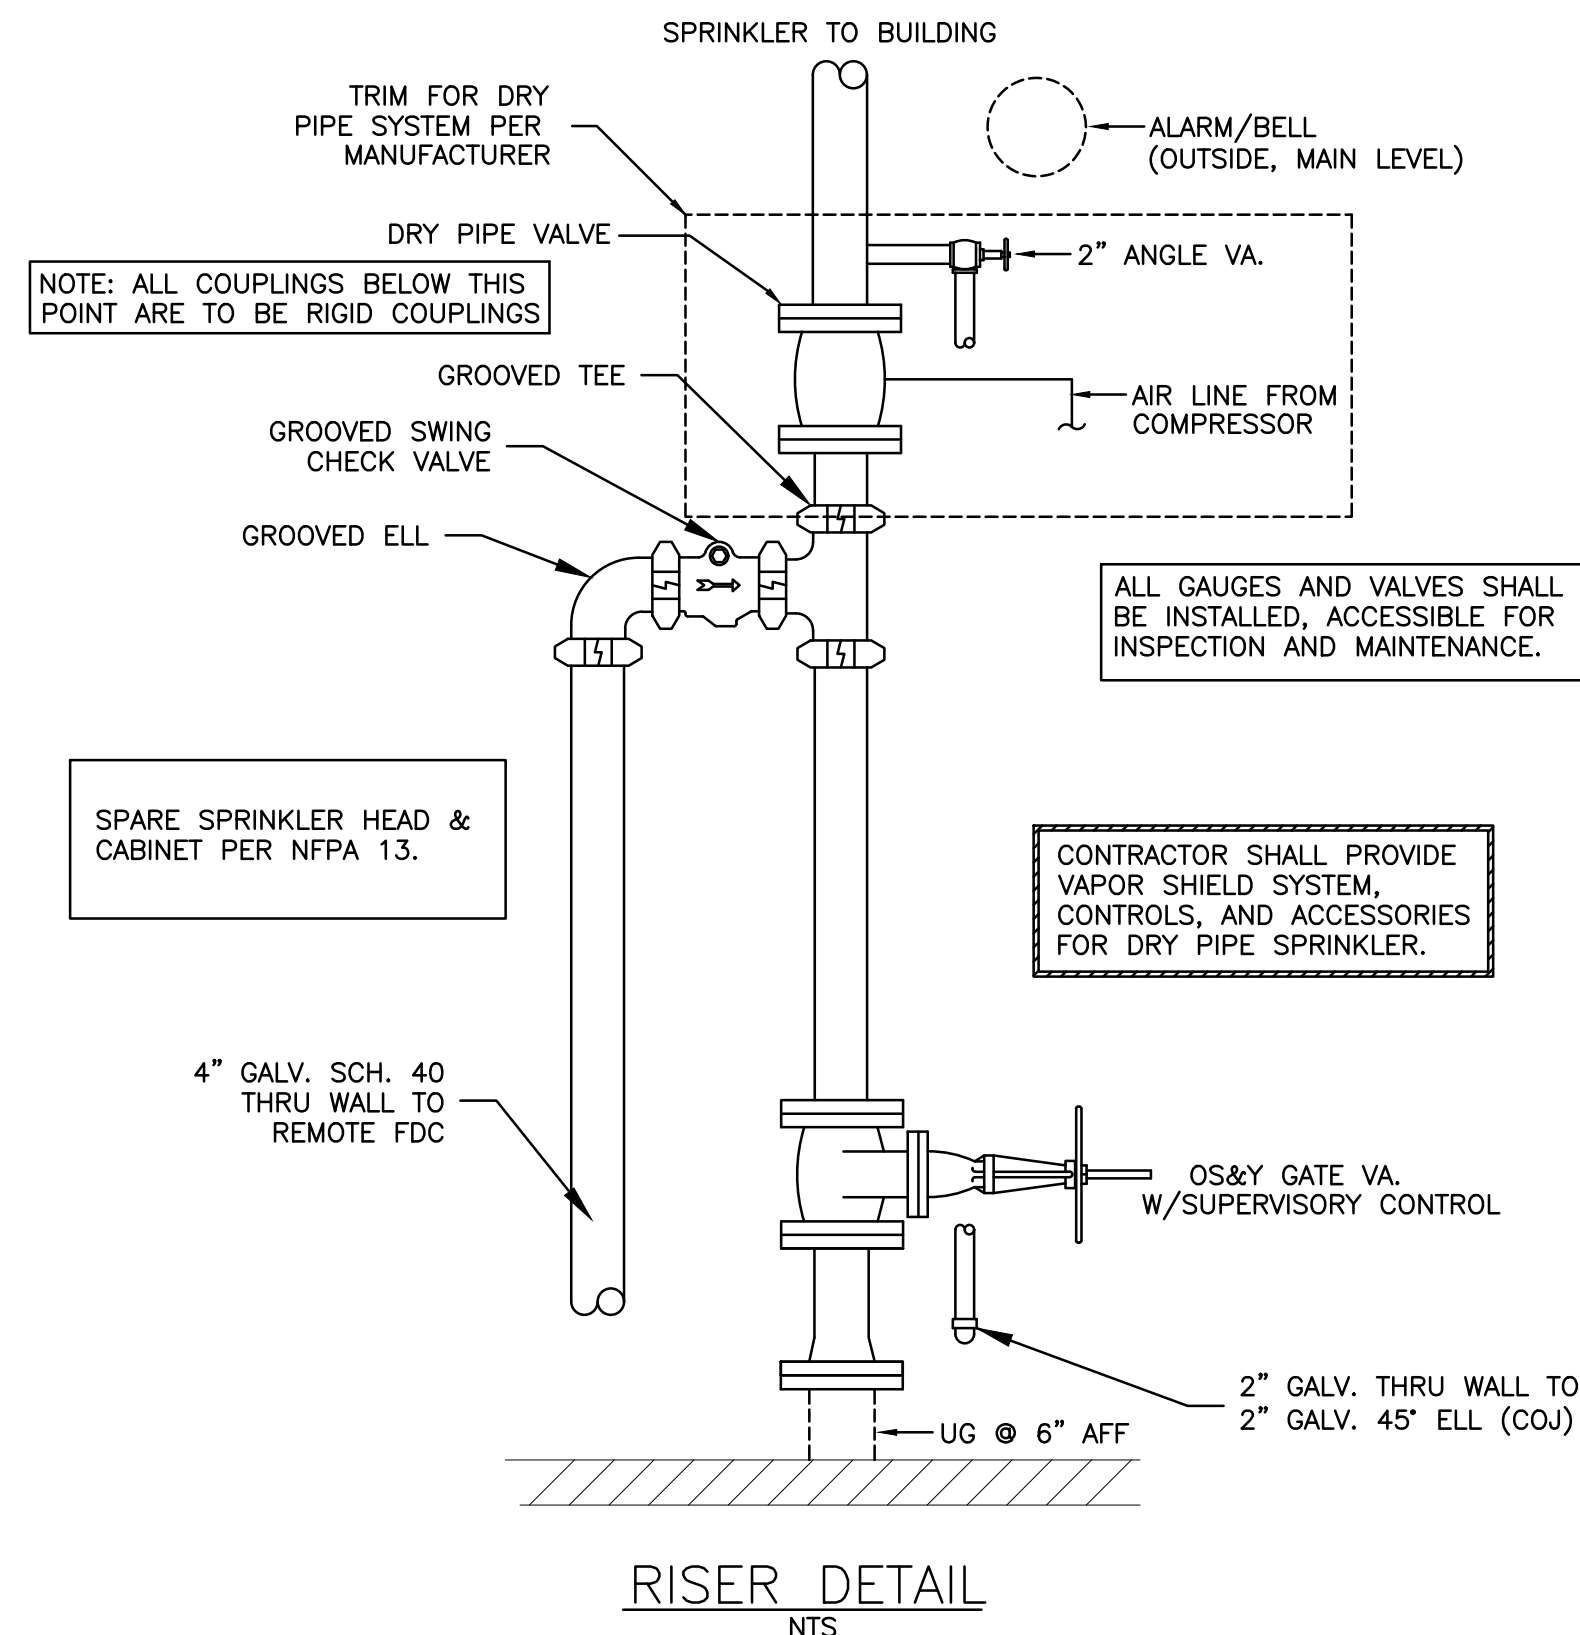 SPRINKLER TO BUILDING
TRIM FOR DRY
PIPE SYSTEM PER
MANUFACTURER
ALARM/BELL
(OUTSIDE, MAIN LEVEL)
DRY PIPE VALVE
2" ANGLE VA.
NOTE: ALL COUPLINGS BELOW THIS
POINT ARE TO BE RIGID COUPLINGS
GROOVED TEE
AIR LINE FROM
COMPRESSOR
GROOVED SWING
CHECK VALVE
GROOVED ELL
ALL GAUGES AND VALVES SHALL
BE INSTALLED, ACCESSIBLE FOR
INSPECTION AND MAINTENANCE.
SPARE SPRINKLER HEAD &
CABINET PER NFPA 13.
CONTRACTOR SHALL PROVIDE
VAPOR SHIELD SYSTEM,
CONTROLS, AND ACCESSORIES
FOR DRY PIPE SPRINKLER.
4" GALV. SCH. 40
THRU WALL TO
REMOTE FDC
OS&Y GATE VA.
W/SUPERVISORY CONTROL
2" GALV. THRU WALL TO
2" GALV. 45° ELL (COJ)
UG @ 6" AFF
RISER DETAIL
NTS